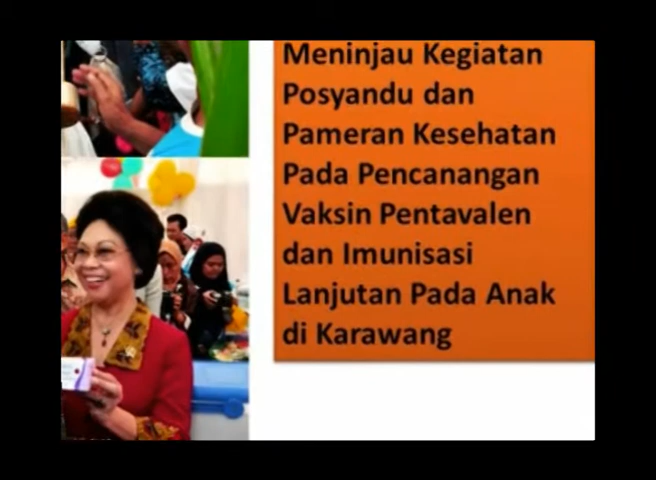 Meninjau Kegiatan
Posyandu dan
Pameran Kesehatan
Pada Pencanangan
Vaksin Pentavalen
dan Imunisasi
Lanjutan Pada Anak
di Karawang